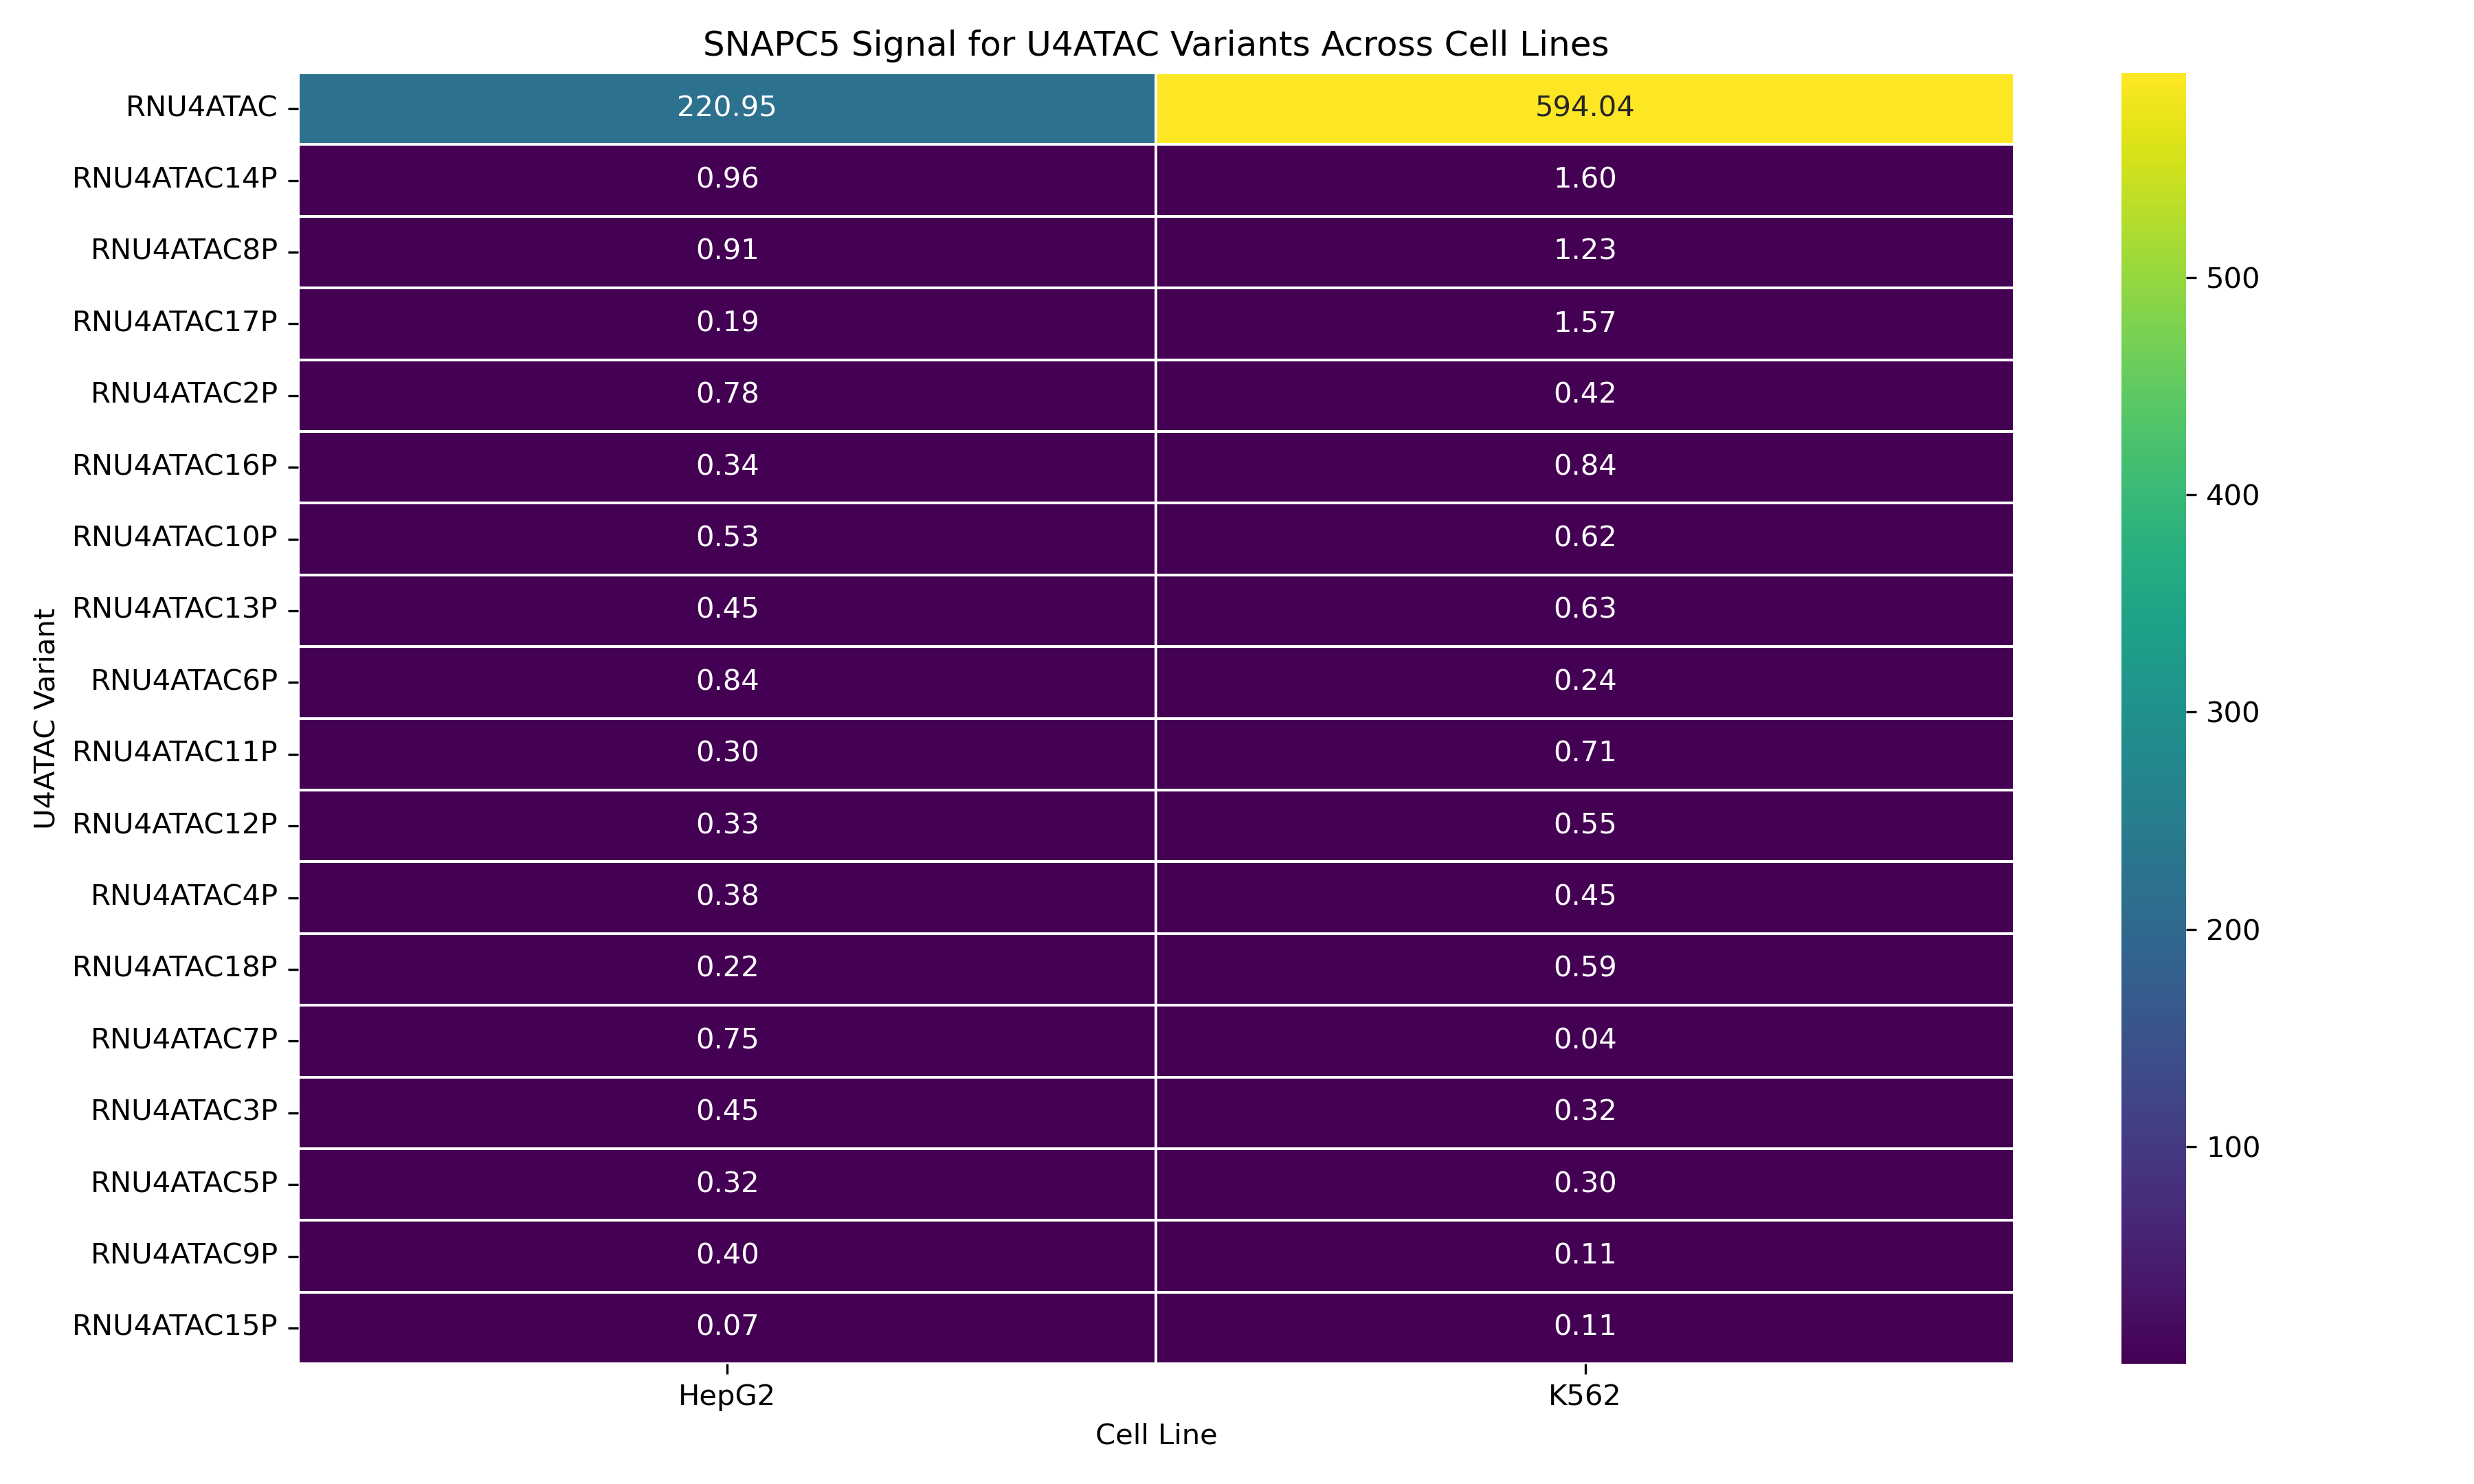 SNAPC5 Signal for U4ATAC Variants Across Cell Lines
RNU4ATAC 220.95 594.04
RNU4ATAC14P 0.96 1.60
RNU4ATAC8P 0.91 1.23
RNU4ATAC17P 0.19 1.57
RNU4ATAC2P 0.78 0.42
RNU4ATAC16P 0.34 0.84
RNU4ATAC10P 0.53 0.62
RNU4ATAC13P 0.45 0.63
RNU4ATAC6P 0.84 0.24
RNU4ATAC11P 0.30 0.71
RNU4ATAC12P 0.33 0.55
RNU4ATAC4P 0.38 0.45
RNU4ATAC18P 0.22 0.59
RNU4ATAC7P 0.75 0.04
RNU4ATAC3P 0.45 0.32
RNU4ATAC5P 0.32 0.30
RNU4ATAC9P 0.40 0.11
RNU4ATAC15P 0.07 0.11
HepG2 K562
Cell Line
U4ATAC Variant
500
400
300
200
100